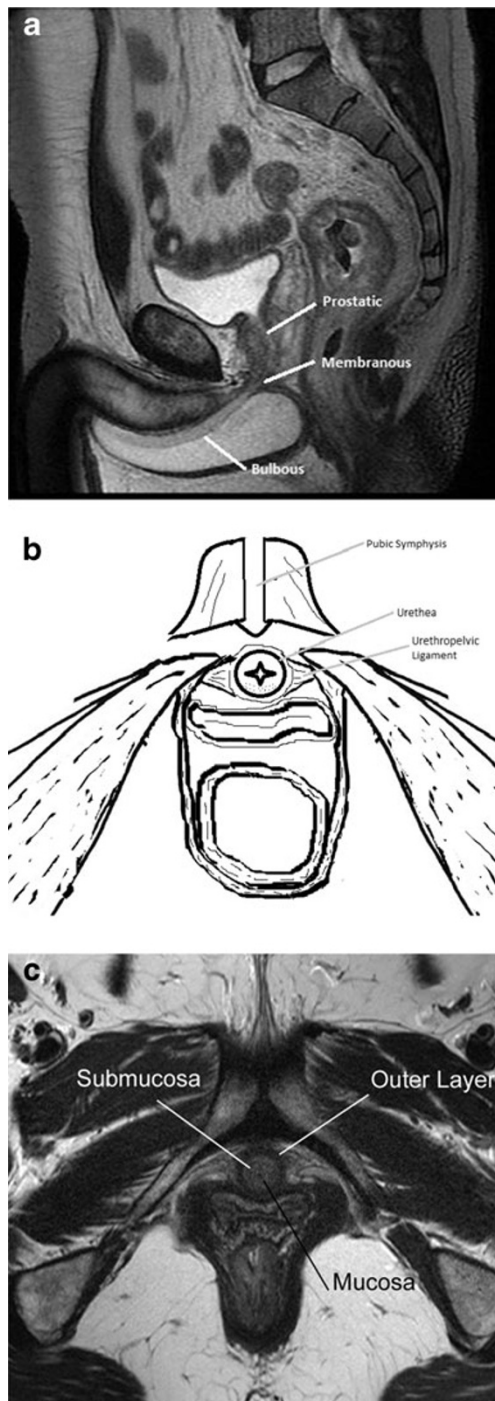 a
Prostatic
Membranous
Bulbous
b
Pubic Symphysis
Urethea
Urethropelvic
Ligament
c
Submucosa
Outer Layer
Mucosa